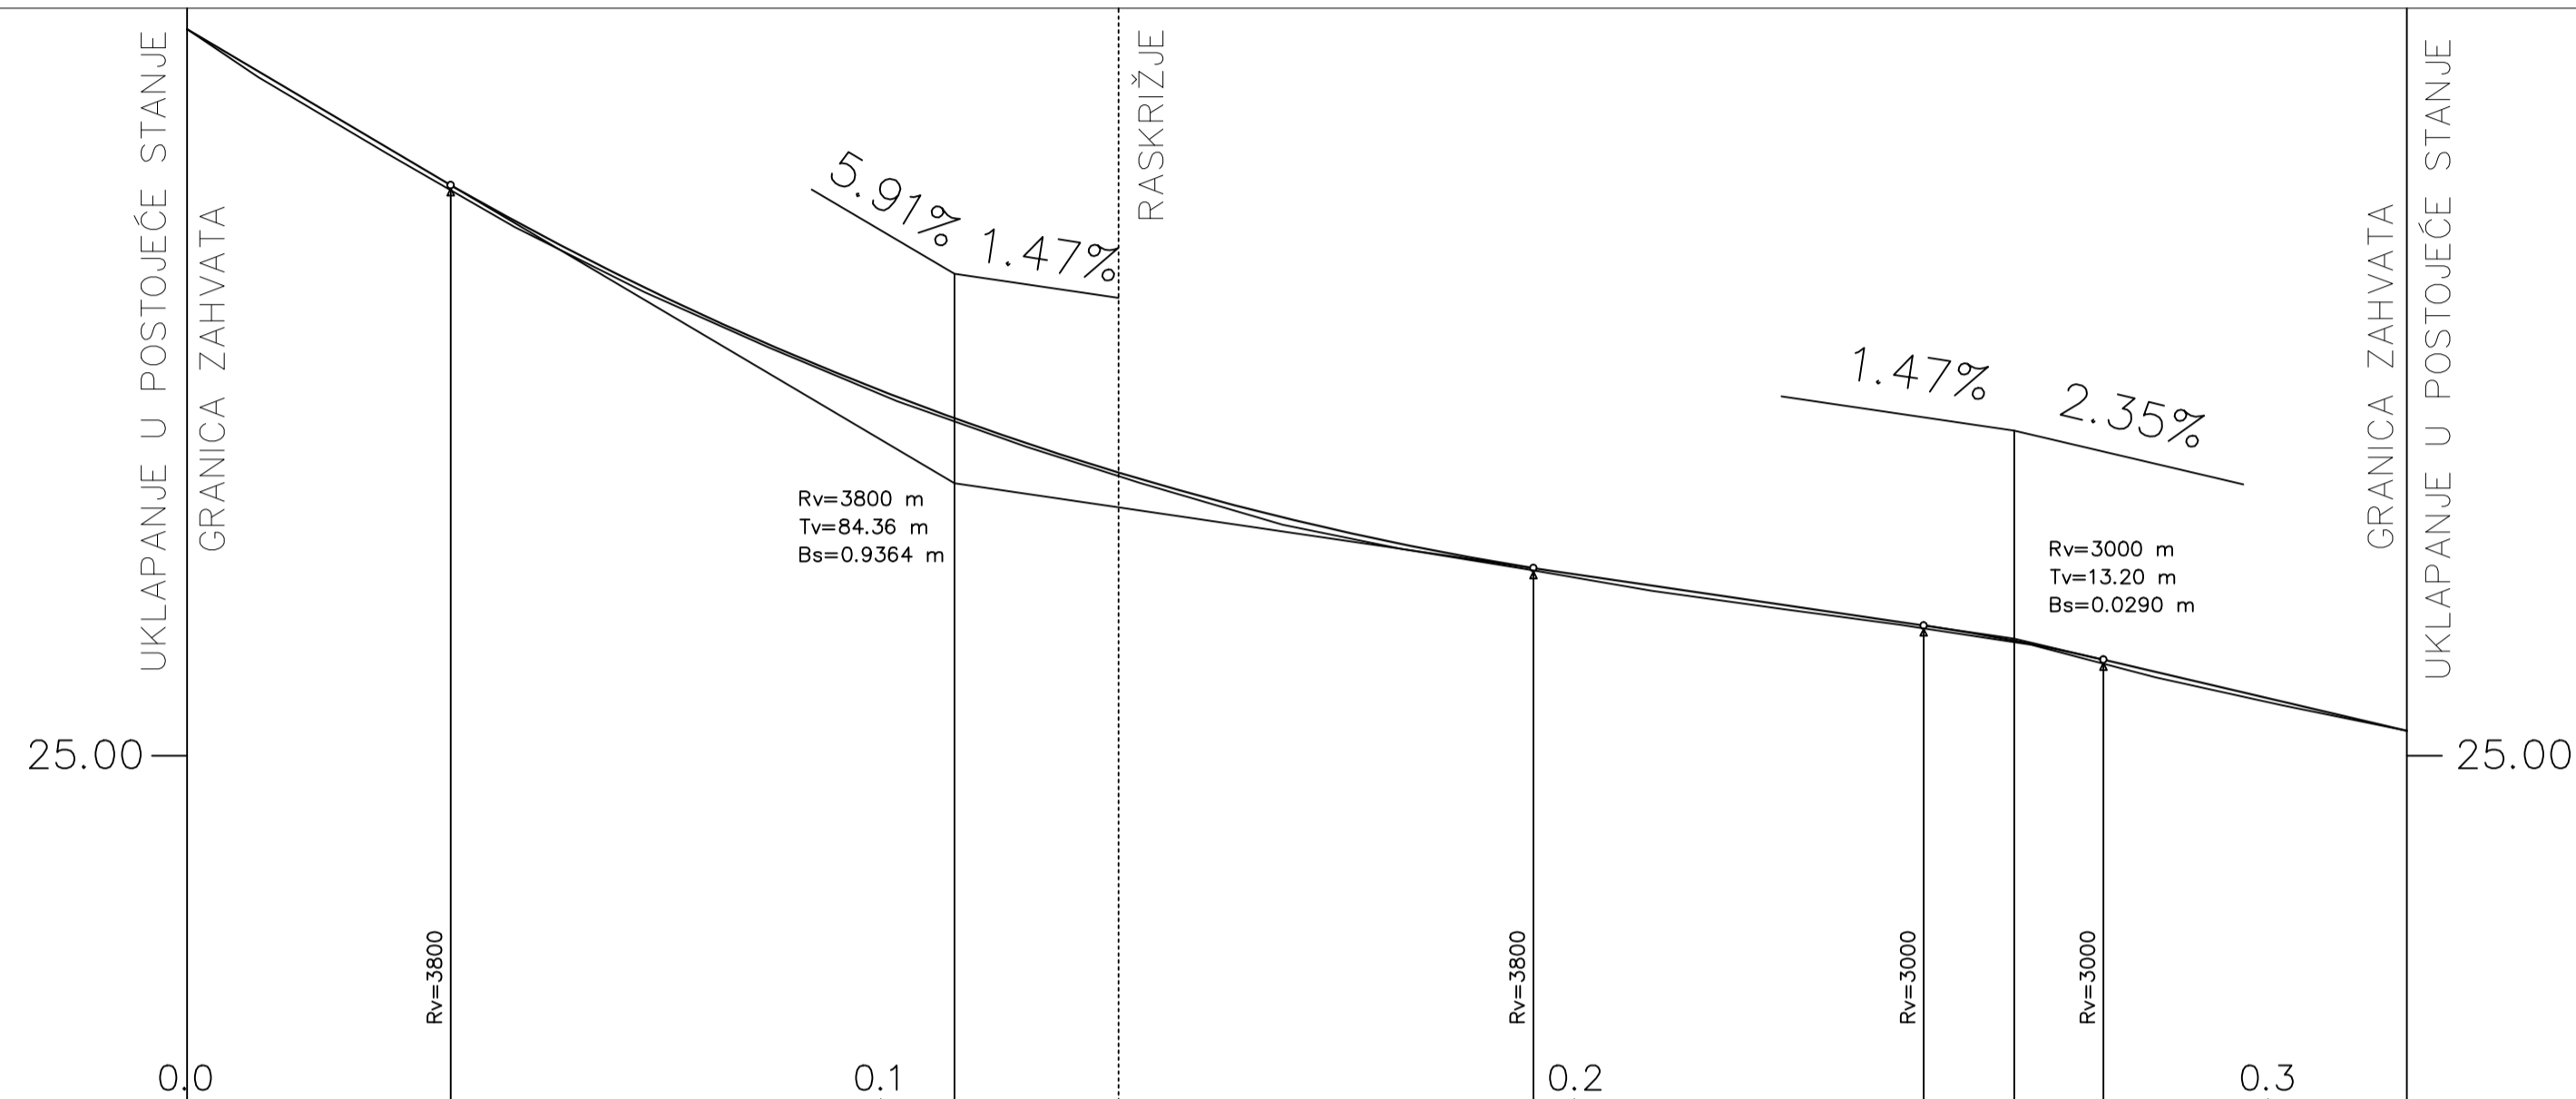 UKLAPANJE U POSTOJEĆE STANJE
GRANICA ZAHVATA
RASKRIŽJE
5.91%
1.47%
Rv=3800 m
Tv=84.36 m
Bs=0.9364 m
1.47%
2.35%
Rv=3000 m
Tv=13.20 m
Bs=0.0290 m
GRANICA ZAHVATA
UKLAPANJE U POSTOJEĆE STANJE
25.00
25.00
Rv=3800
Rv=3800
Rv=3000
Rv=3000
0.0
0.1
0.2
0.3